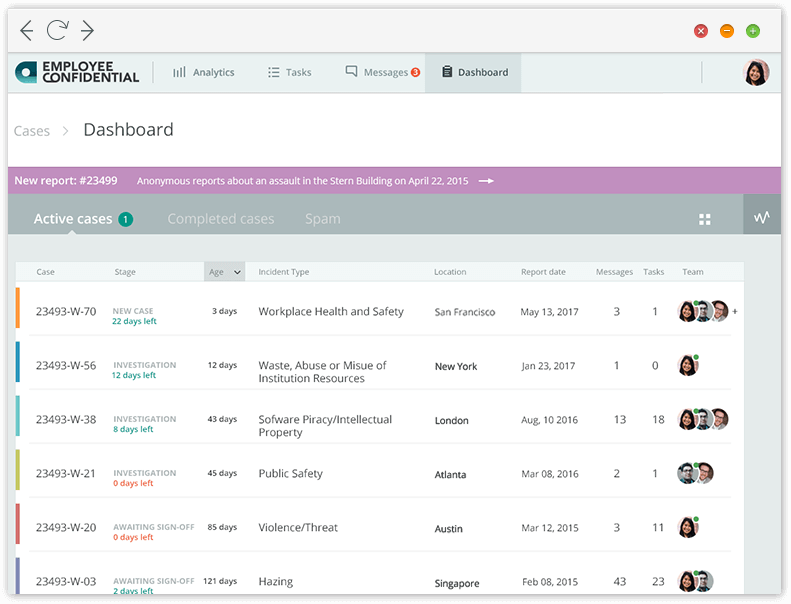 EMPLOYEE
CONFIDENTIAL
Analytics
Tasks
Messages 3
Dashboard
Cases > Dashboard
New report: #23499 Anonymous reports about an assault in the Stern Building on April 22, 2015 →
Active cases 1 Completed cases Spam
Case Stage Age Incident Type Location Report date Messages Tasks Team
23493-W-70 NEW CASE 3 days Workplace Health and Safety San Francisco May 13, 2017 3 1 +
22 days left
23493-W-56 INVESTIGATION 12 days Waste, Abuse or Misue of New York Jan 23, 2017 1 0
12 days left Institution Resources
23493-W-38 INVESTIGATION 43 days Sofware Piracy/Intellectual London Aug, 10 2016 13 18
8 days left Property
23493-W-21 INVESTIGATION 45 days Public Safety Atlanta Mar 08, 2016 2 1
0 days left
23493-W-20 AWAITING SIGN-OFF 85 days Violence/Threat Austin Mar 12, 2015 3 11
0 days left
23493-W-03 AWAITING SIGN-OFF 121 days Hazing Singapore Feb 08, 2015 43 23
2 days left